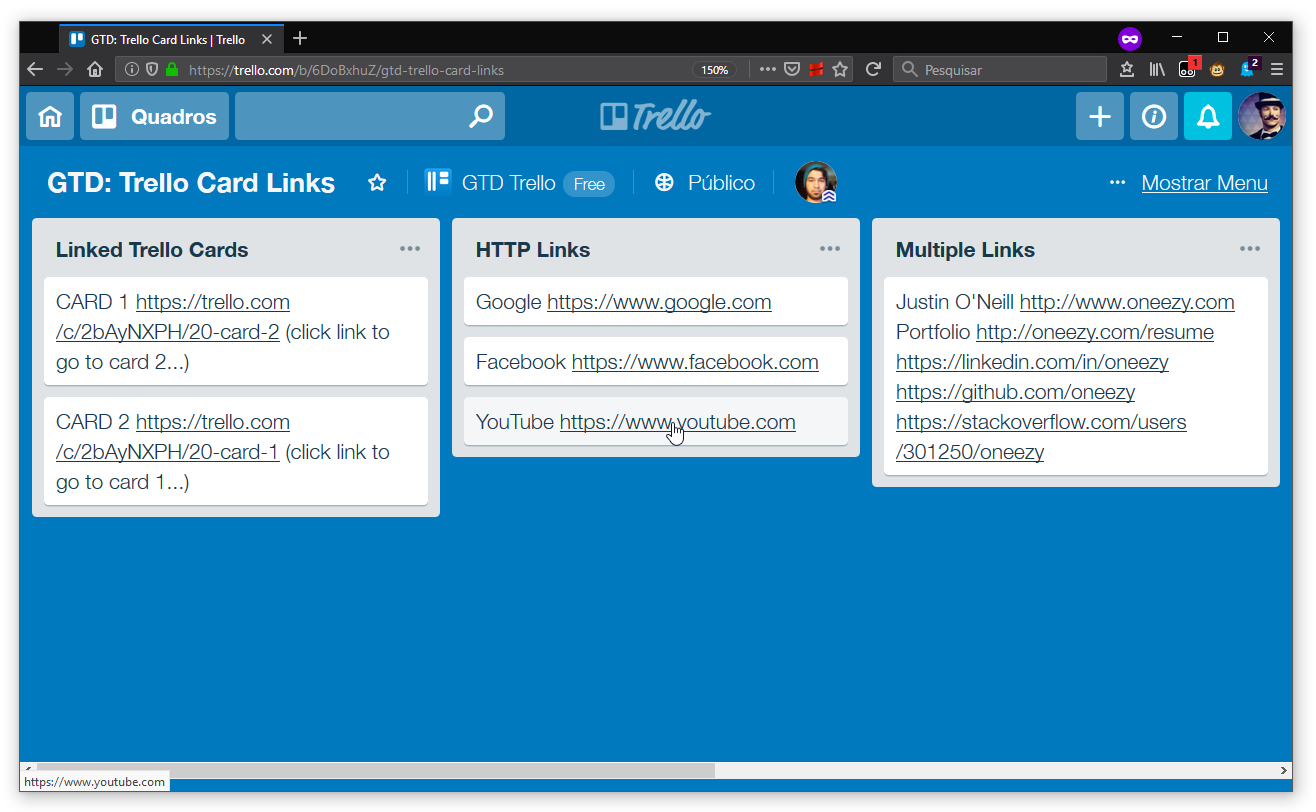 GTD: Trello Card Links | Trello
https://trello.com/b/6DoBxhuZ/gtd-trello-card-links
150%
Pesquisar
1
2
Quadros
Trello
GTD: Trello Card Links
GTD Trello
Free
Público
Mostrar Menu
Linked Trello Cards
CARD 1 https://trello.com
/c/2bAyNXPH/20-card-2 (click link to
go to card 2...)
CARD 2 https://trello.com
/c/2bAyNXPH/20-card-1 (click link to
go to card 1...)
HTTP Links
Google https://www.google.com
Facebook https://www.facebook.com
YouTube https://www.youtube.com
Multiple Links
Justin O'Neill http://www.oneezy.com
Portfolio http://oneezy.com/resume
https://linkedin.com/in/oneezy
https://github.com/oneezy
https://stackoverflow.com/users
/301250/oneezy
https://www.youtube.com